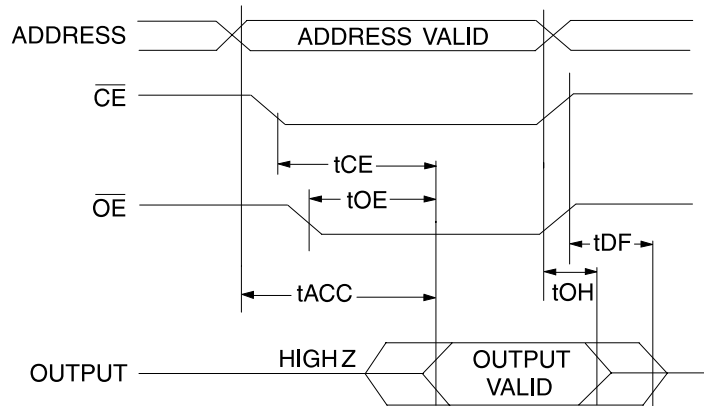 ADDRESS
ADDRESS VALID
CE
tCE
tOE
OE
tDF
tACC
tOH
OUTPUT
HIGH Z
OUTPUT
VALID